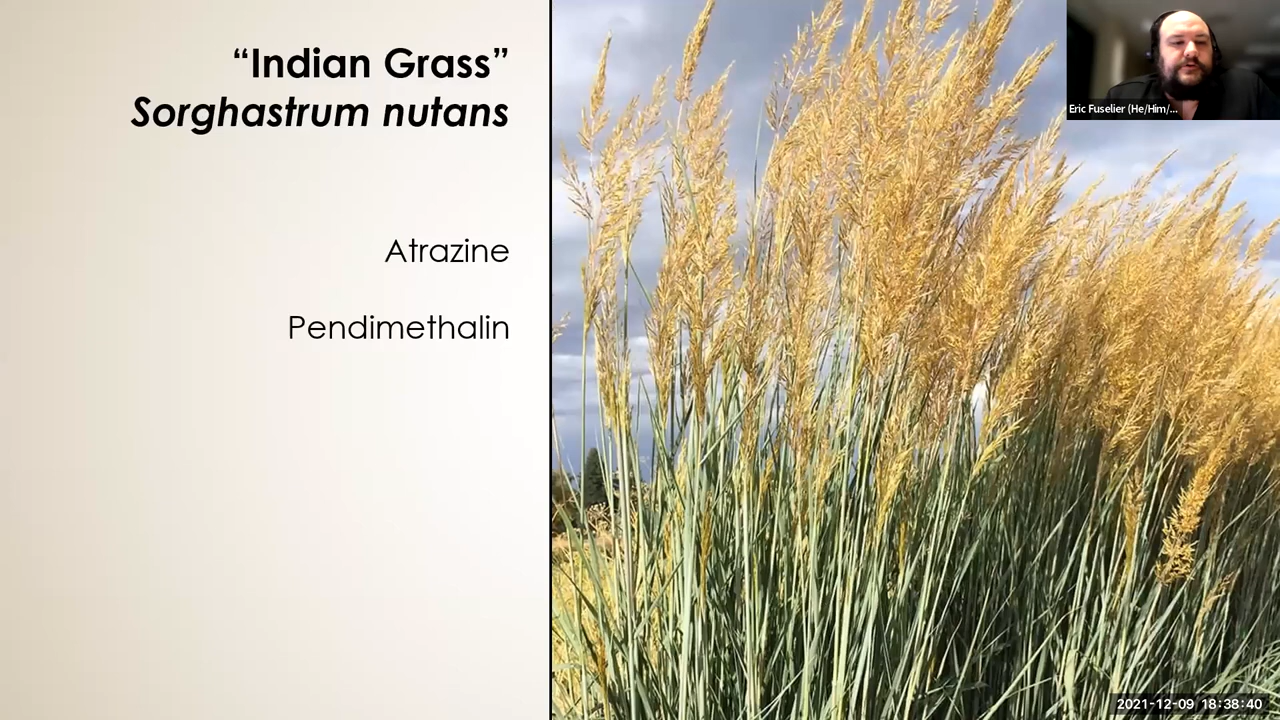 “Indian Grass”
Sorghastrum nutans
Atrazine
Pendimethalin
Eric Fuselier (He/Him/...
2021-12-09 18:38:40